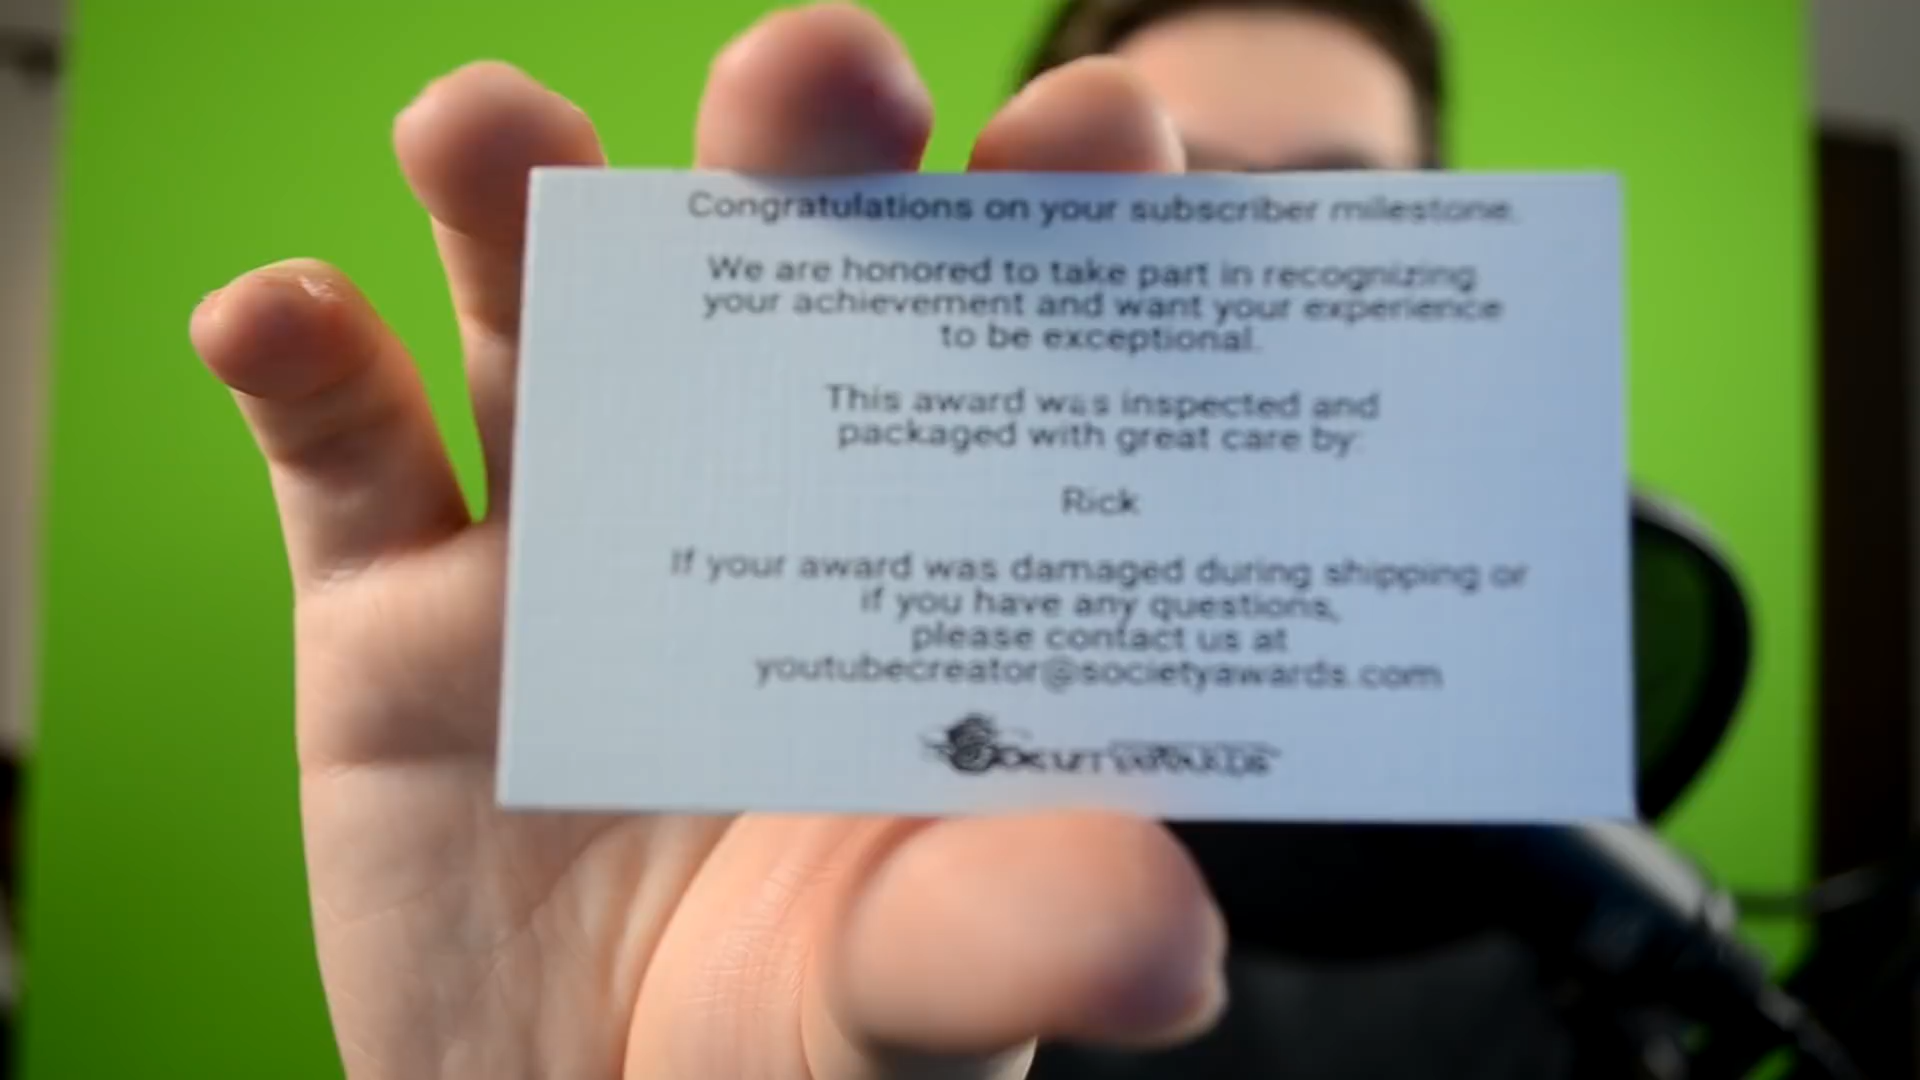 Congratulations on your subscriber milestone.
We are honored to take part in recognizing
your achievement and want your experience
to be exceptional.
This award was inspected and
packaged with great care by:
Rick
If your award was damaged during shipping or
if you have any questions,
please contact us at
youtubecreator@societyawards.com
SOCIETY AWARDS